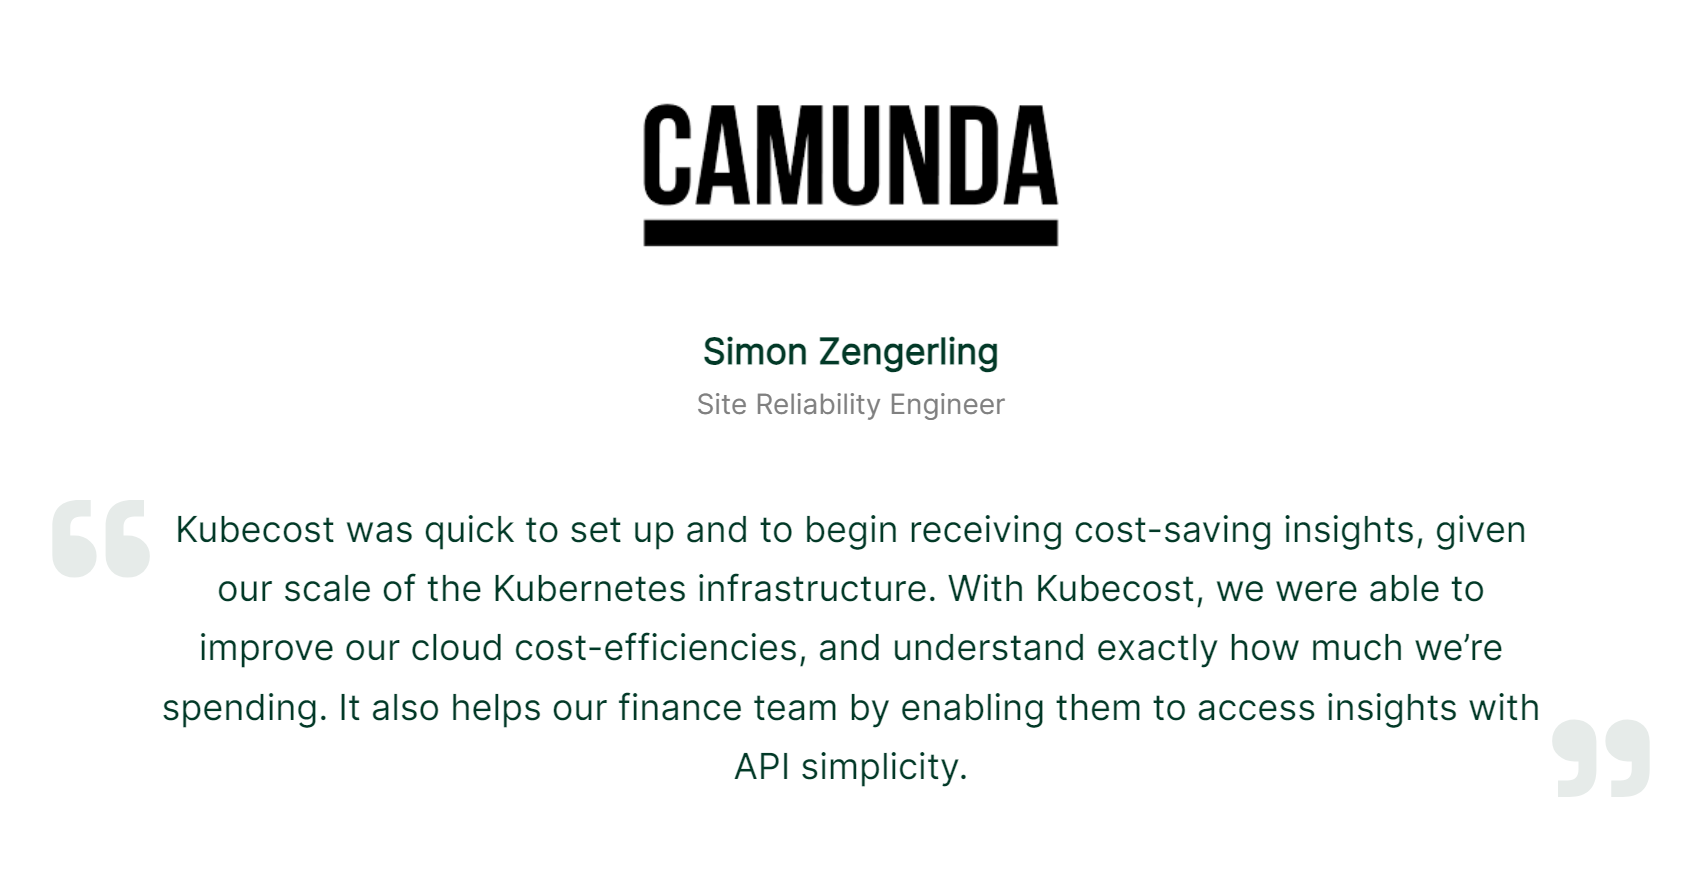 CAMUNDA
Simon Zengerling
Site Reliability Engineer
“Kubecost was quick to set up and to begin receiving cost-saving insights, given
our scale of the Kubernetes infrastructure. With Kubecost, we were able to
improve our cloud cost-efficiencies, and understand exactly how much we’re
spending. It also helps our finance team by enabling them to access insights with
API simplicity.”